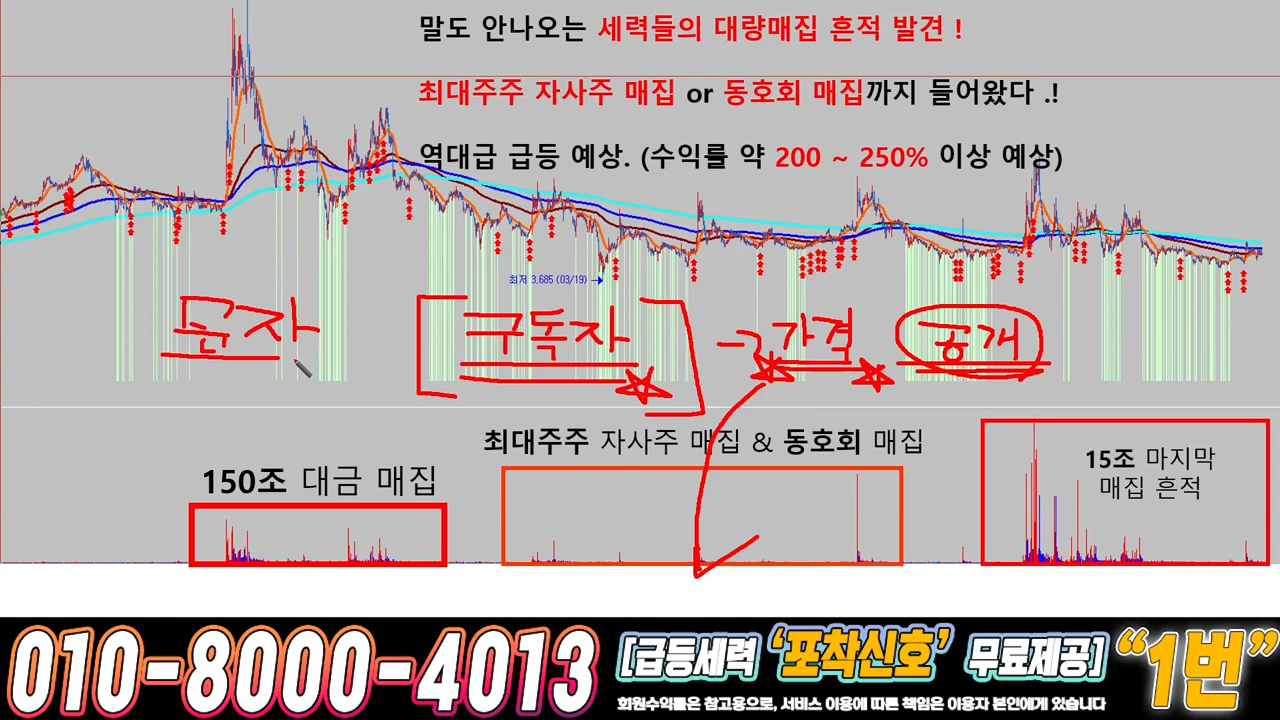 말도 안나오는 세력들의 대량매집 흔적 발견 !
최대주주 자사주 매집 or 동호회 매집까지 들어왔다 .!
역대급 급등 예상. (수익률 약 200 ~ 250% 이상 예상)
최저 3,685 (03/19)
문자 구독자 가격 공개
최대주주 자사주 매집 & 동호회 매집
150조 대금 매집
15조 마지막
매집 흔적
010-8000-4013
[급등세력 '포착신호' 무료제공] "1번"
회원수익률은 참고용으로, 서비스 이용에 따른 책임은 이용자 본인에게 있습니다